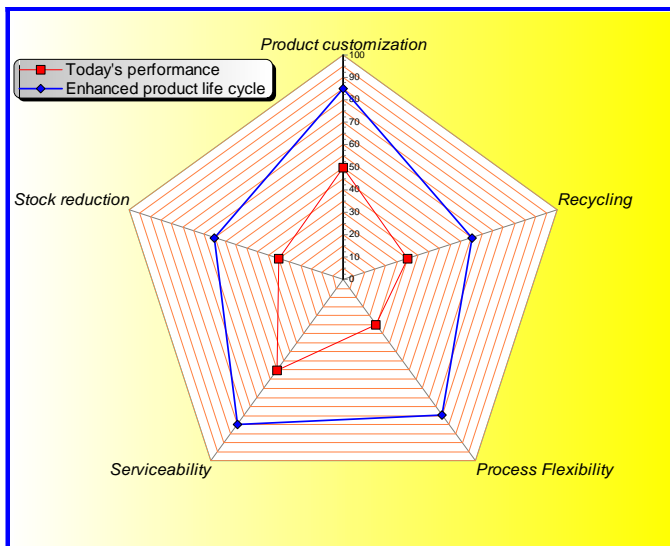 Product customization
Today's performance
Enhanced product life cycle
100
90
80
70
60
50
40
30
20
10
0
Stock reduction
Recycling
Serviceability
Process Flexibility